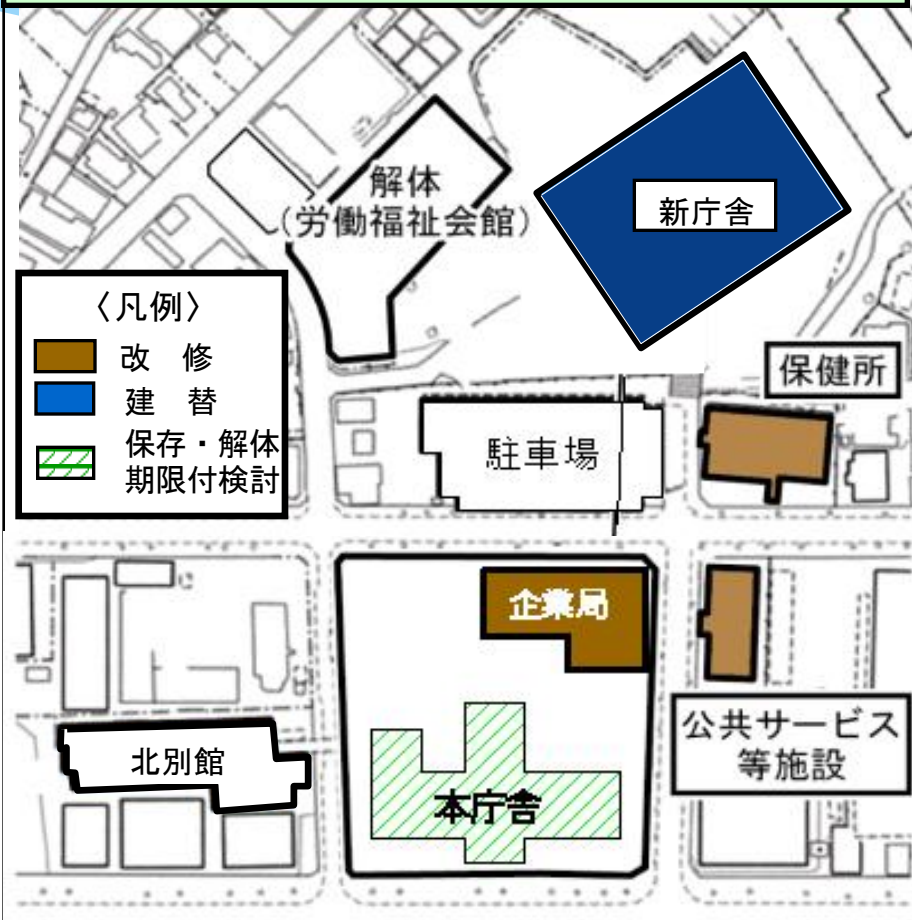 解体
(労働福祉会館)
新庁舎
〈凡例〉
改 修
建 替
保存・解体
期限付検討
保健所
駐車場
企業局
公共サービス
等施設
北別館
本庁舎